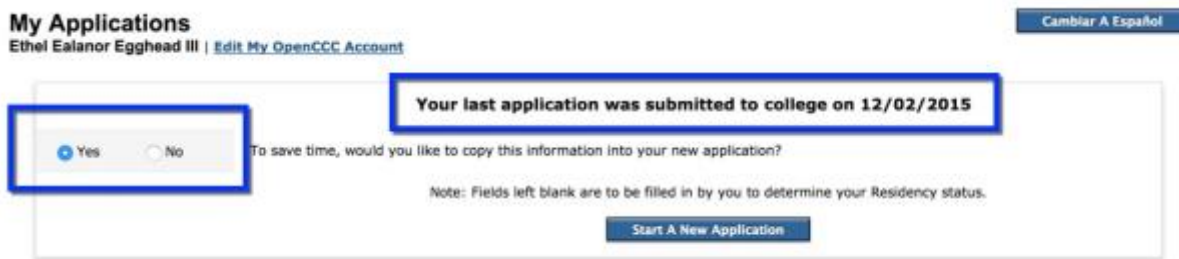 My Applications
Cambiar A Español
Ethel Ealanor Egghead III | Edit My OpenCCC Account
Your last application was submitted to college on 12/02/2015
Yes No To save time, would you like to copy this information into your new application?
Note: Fields left blank are to be filled in by you to determine your Residency status.
Start A New Application